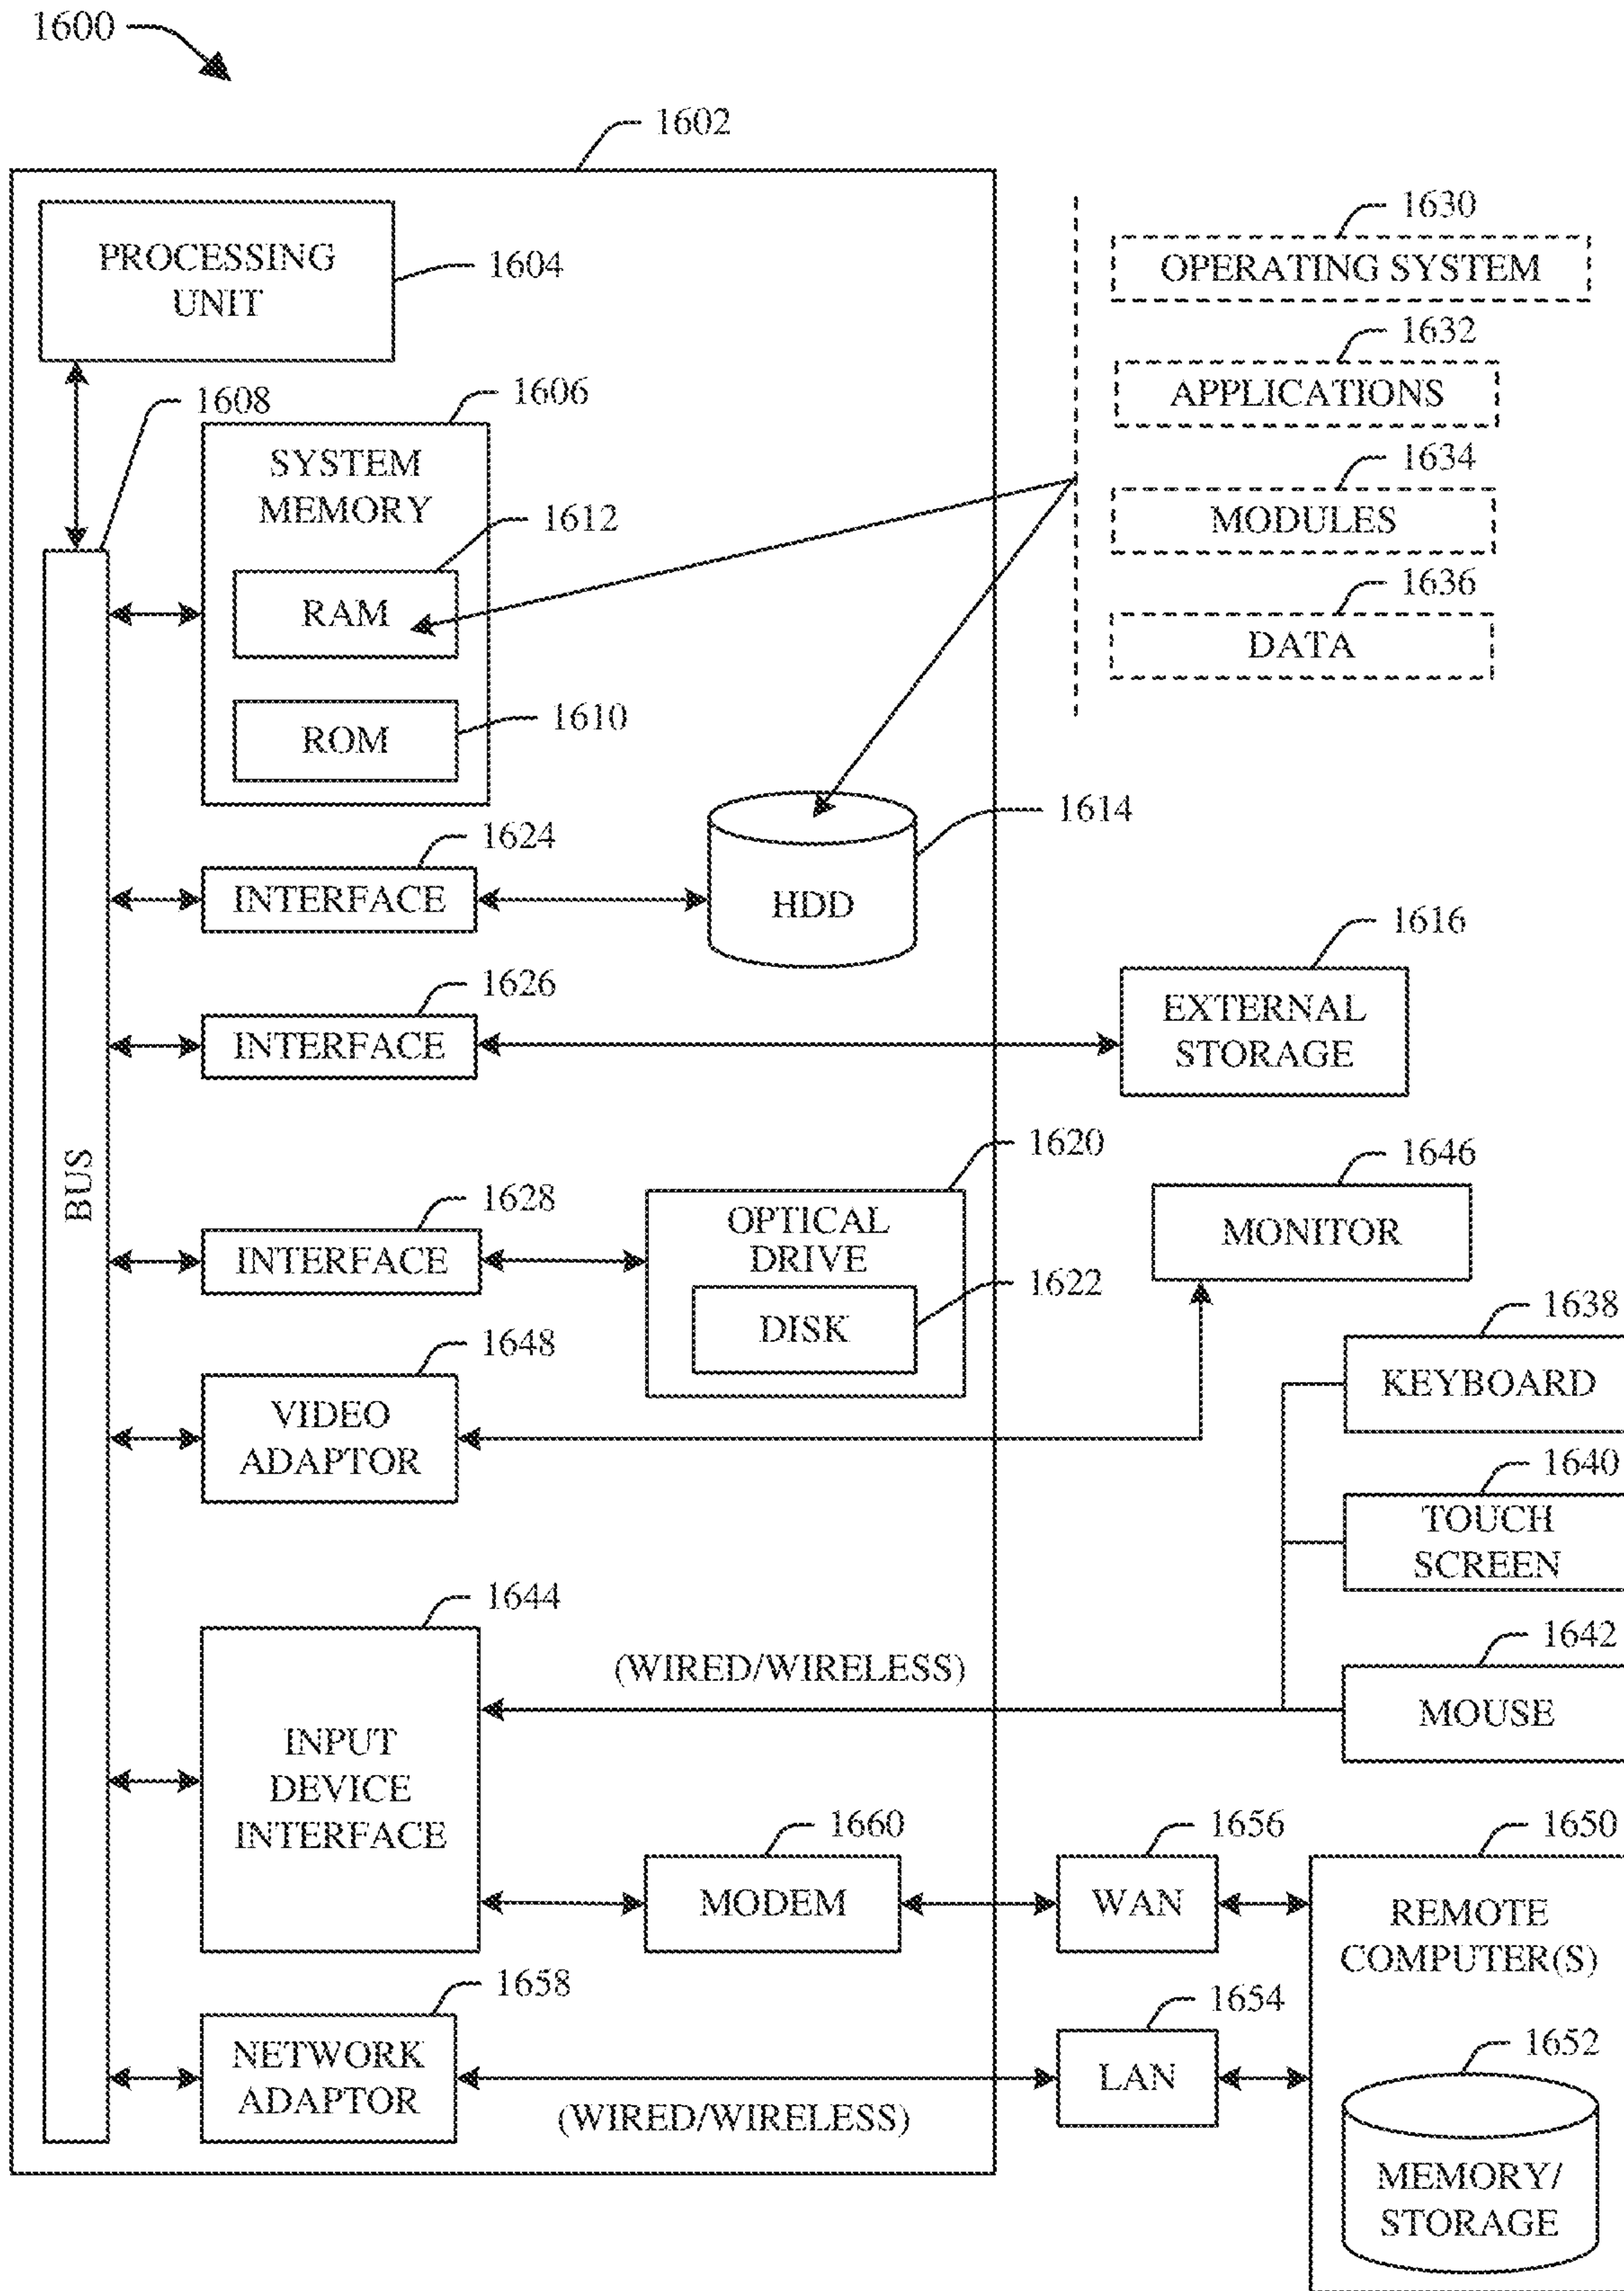 1600
1602
PROCESSING
UNIT
1604
1630
OPERATING SYSTEM
1632
APPLICATIONS
1634
MODULES
1636
DATA
1608
1606
SYSTEM
MEMORY
1612
RAM
1610
ROM
1614
HDD
1624
INTERFACE
1616
EXTERNAL
STORAGE
1626
INTERFACE
BUS
1620
OPTICAL
DRIVE
1622
DISK
1628
INTERFACE
1646
MONITOR
1648
VIDEO
ADAPTOR
1638
KEYBOARD
1640
TOUCH
SCREEN
1642
MOUSE
1644
INPUT
DEVICE
INTERFACE
(WIRED/WIRELESS)
1660
MODEM
1656
WAN
1650
REMOTE
COMPUTER(S)
1658
NETWORK
ADAPTOR
(WIRED/WIRELESS)
1654
LAN
1652
MEMORY/
STORAGE